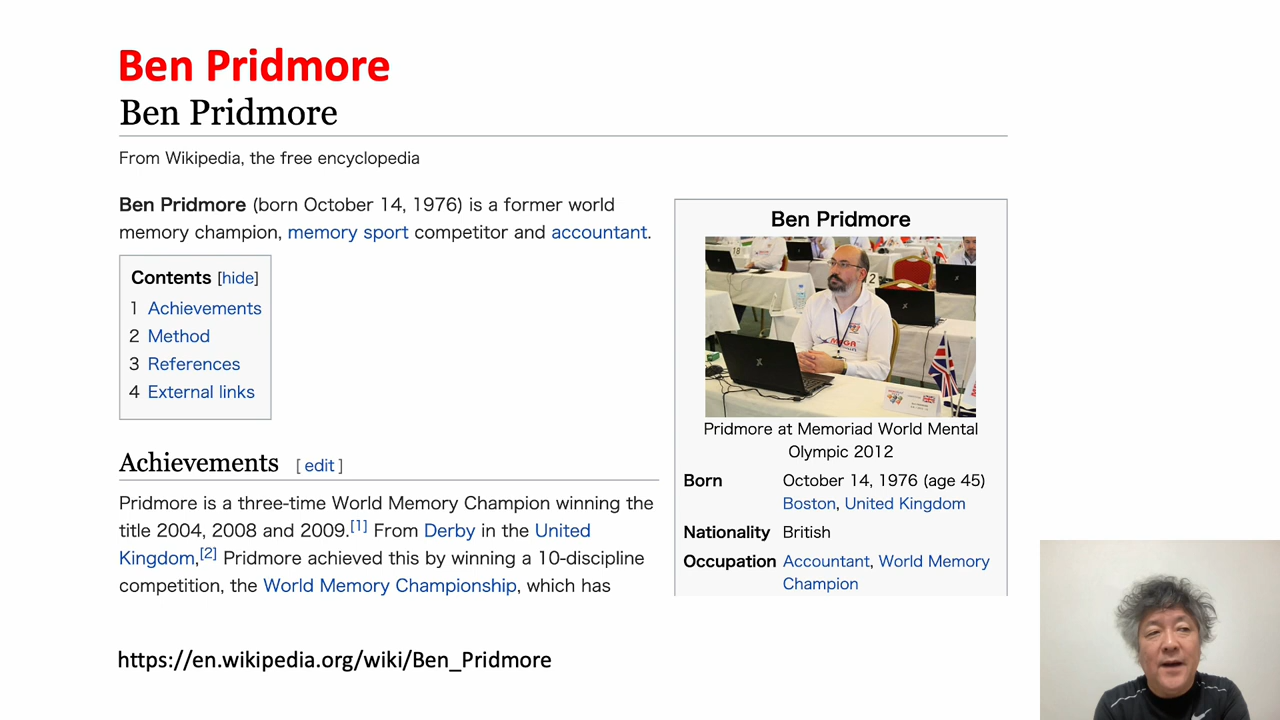 Ben Pridmore
Ben Pridmore
From Wikipedia, the free encyclopedia
Ben Pridmore (born October 14, 1976) is a former world
memory champion, memory sport competitor and accountant.
Contents [hide]
1 Achievements
2 Method
3 References
4 External links
Achievements [ edit ]
Pridmore is a three-time World Memory Champion winning the
title 2004, 2008 and 2009.[1] From Derby in the United
Kingdom,[2] Pridmore achieved this by winning a 10-discipline
competition, the World Memory Championship, which has
Ben Pridmore
18
2
Pridmore at Memoriad World Mental
Olympic 2012
Born October 14, 1976 (age 45)
Boston, United Kingdom
Nationality British
Occupation Accountant, World Memory
Champion
https://en.wikipedia.org/wiki/Ben_Pridmore